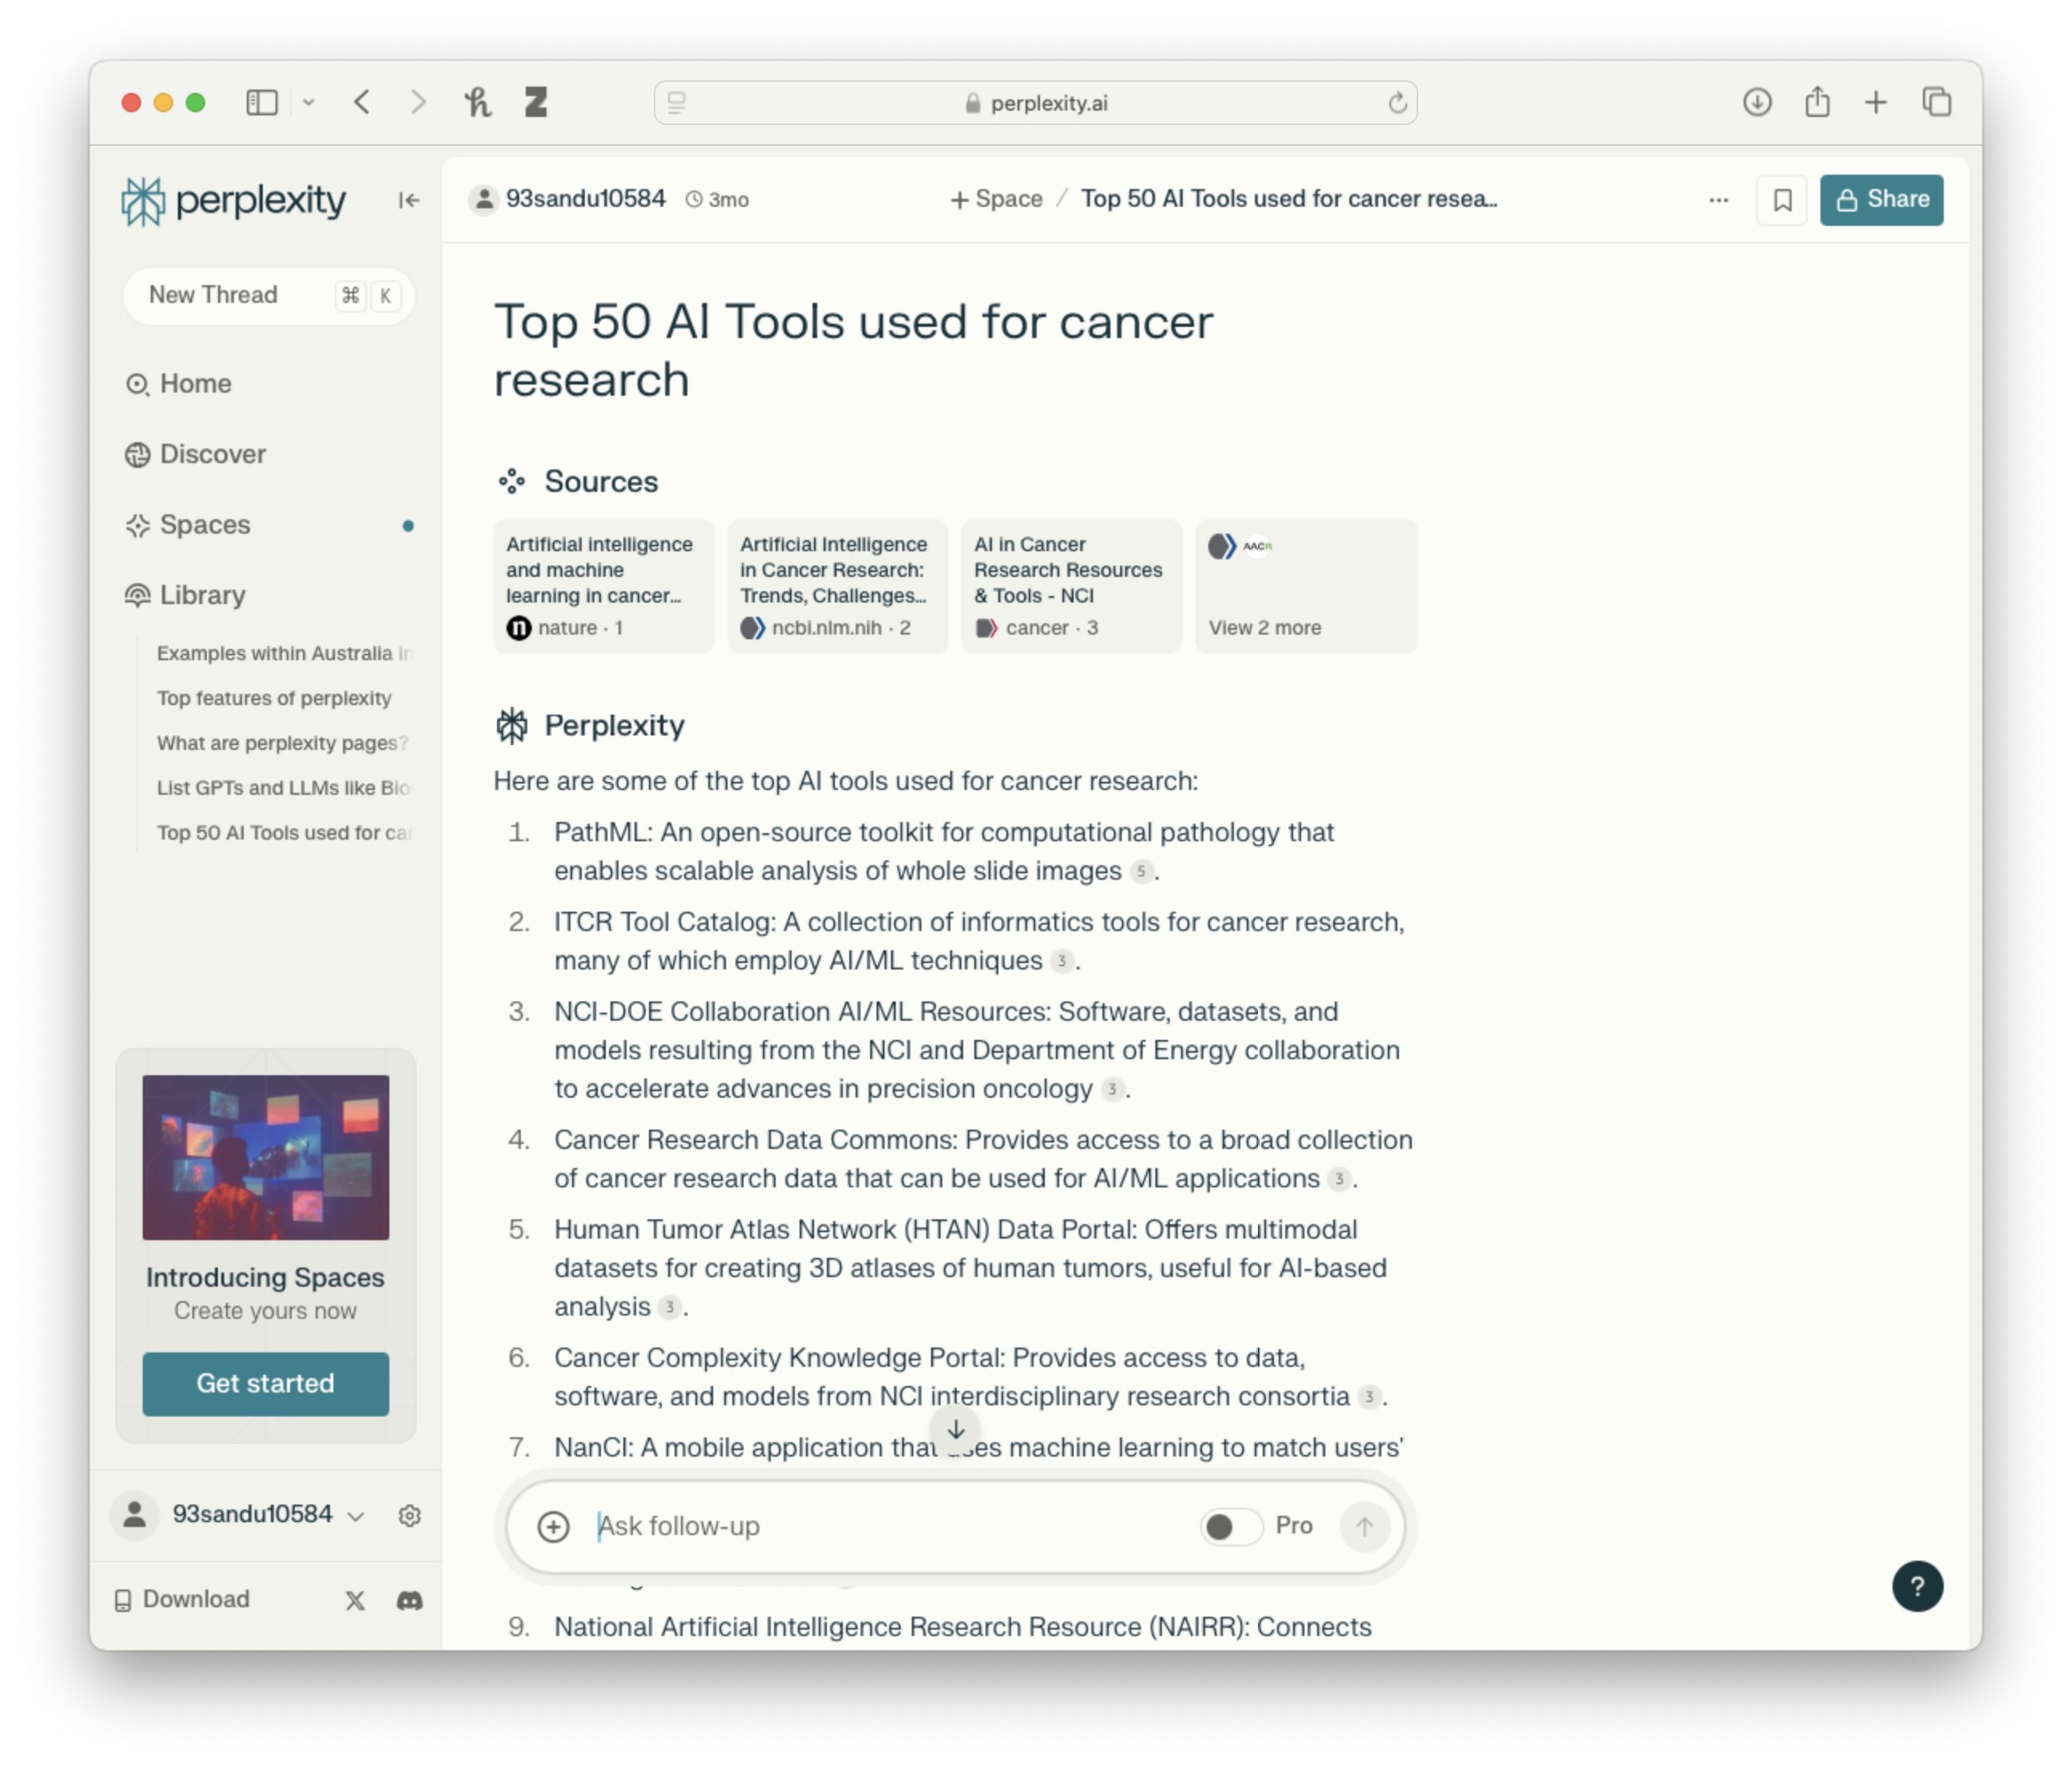 perplexity.ai
perplexity
New Thread ⌘ K
Home
Discover
Spaces
Library
Examples within Australia in
Top features of perplexity
What are perplexity pages?
List GPTs and LLMs like Bio
Top 50 AI Tools used for can
Introducing Spaces
Create yours now
Get started
93sandu10584
Download
93sandu10584 3mo
+ Space / Top 50 AI Tools used for cancer resea...
Share
Top 50 AI Tools used for cancer
research
Sources
Artificial intelligence
and machine
learning in cancer...
nature · 1
Artificial Intelligence
in Cancer Research:
Trends, Challenges...
ncbi.nlm.nih · 2
AI in Cancer
Research Resources
& Tools - NCI
cancer · 3
AACR
View 2 more
Perplexity
Here are some of the top AI tools used for cancer research:
1. PathML: An open-source toolkit for computational pathology that
enables scalable analysis of whole slide images 5.
2. ITCR Tool Catalog: A collection of informatics tools for cancer research,
many of which employ AI/ML techniques 3.
3. NCI-DOE Collaboration AI/ML Resources: Software, datasets, and
models resulting from the NCI and Department of Energy collaboration
to accelerate advances in precision oncology 3.
4. Cancer Research Data Commons: Provides access to a broad collection
of cancer research data that can be used for AI/ML applications 3.
5. Human Tumor Atlas Network (HTAN) Data Portal: Offers multimodal
datasets for creating 3D atlases of human tumors, useful for AI-based
analysis 3.
6. Cancer Complexity Knowledge Portal: Provides access to data,
software, and models from NCI interdisciplinary research consortia 3.
7. NanCI: A mobile application that uses machine learning to match users'
Ask follow-up
Pro
9. National Artificial Intelligence Research Resource (NAIRR): Connects
?